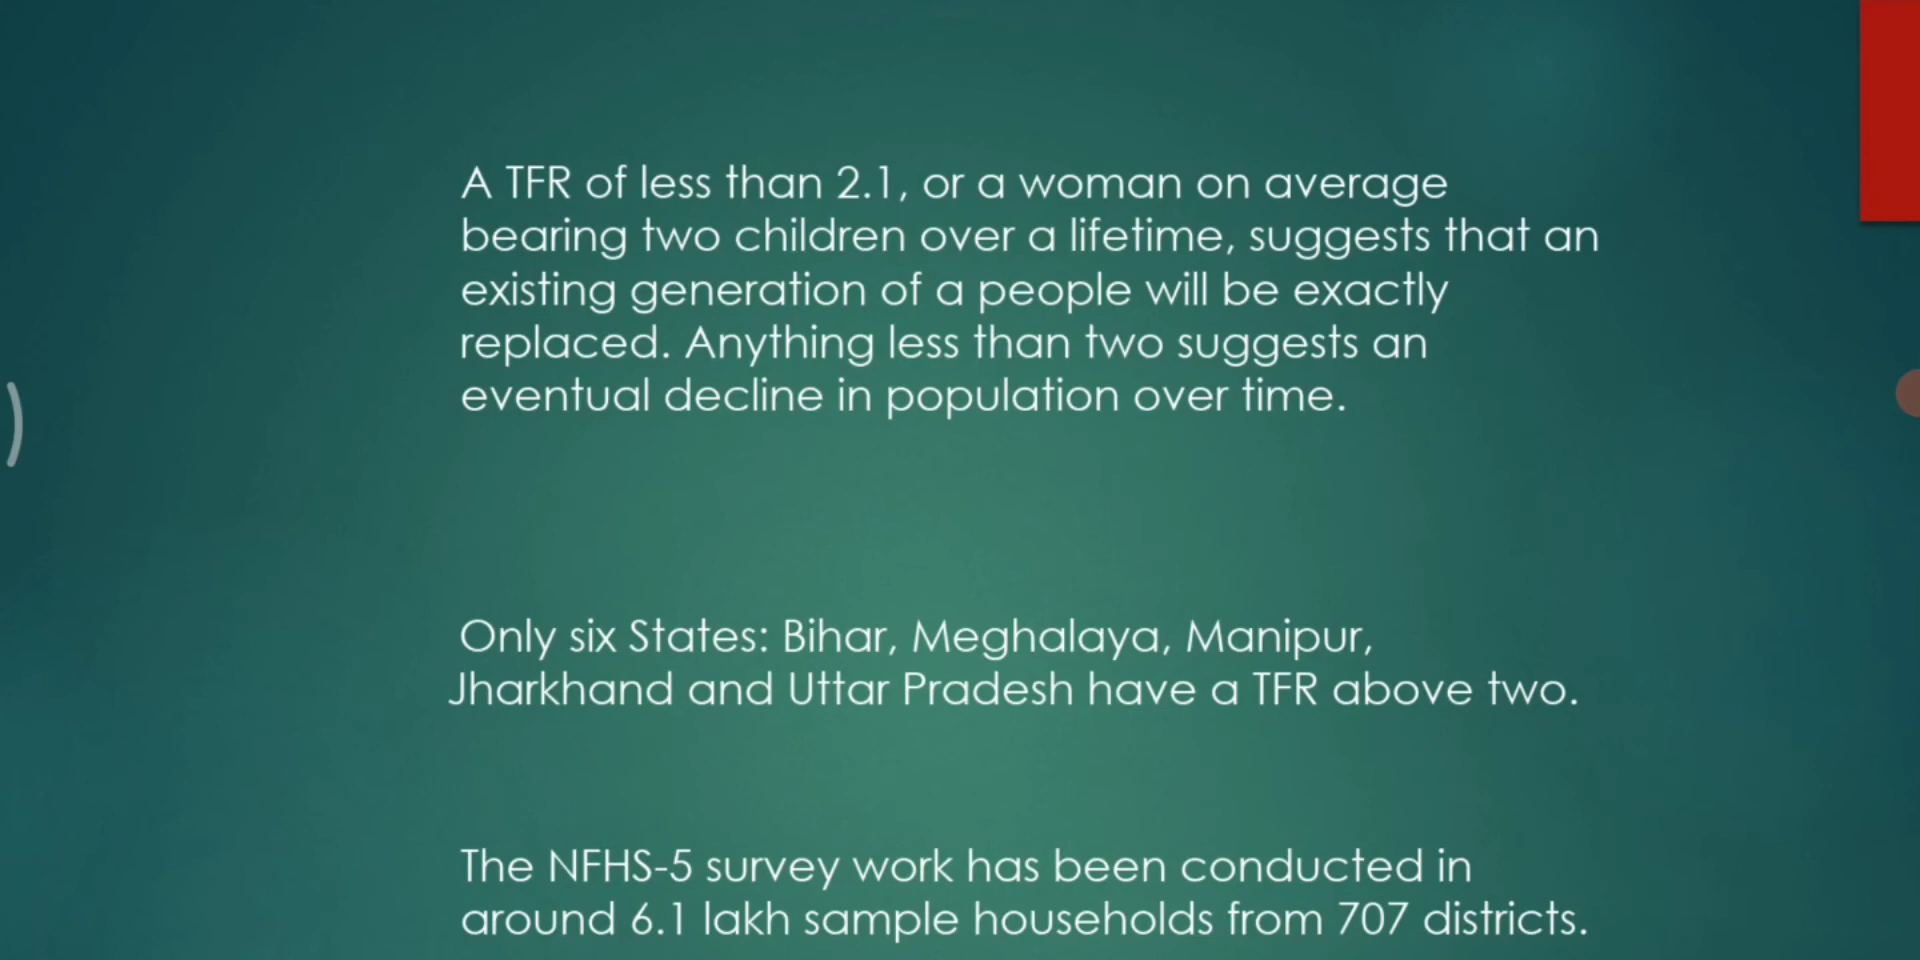 A TFR of less than 2.1, or a woman on average
bearing two children over a lifetime, suggests that an
existing generation of a people will be exactly
replaced. Anything less than two suggests an
eventual decline in population over time.
Only six States: Bihar, Meghalaya, Manipur,
Jharkhand and Uttar Pradesh have a TFR above two.
The NFHS-5 survey work has been conducted in
around 6.1 lakh sample households from 707 districts.